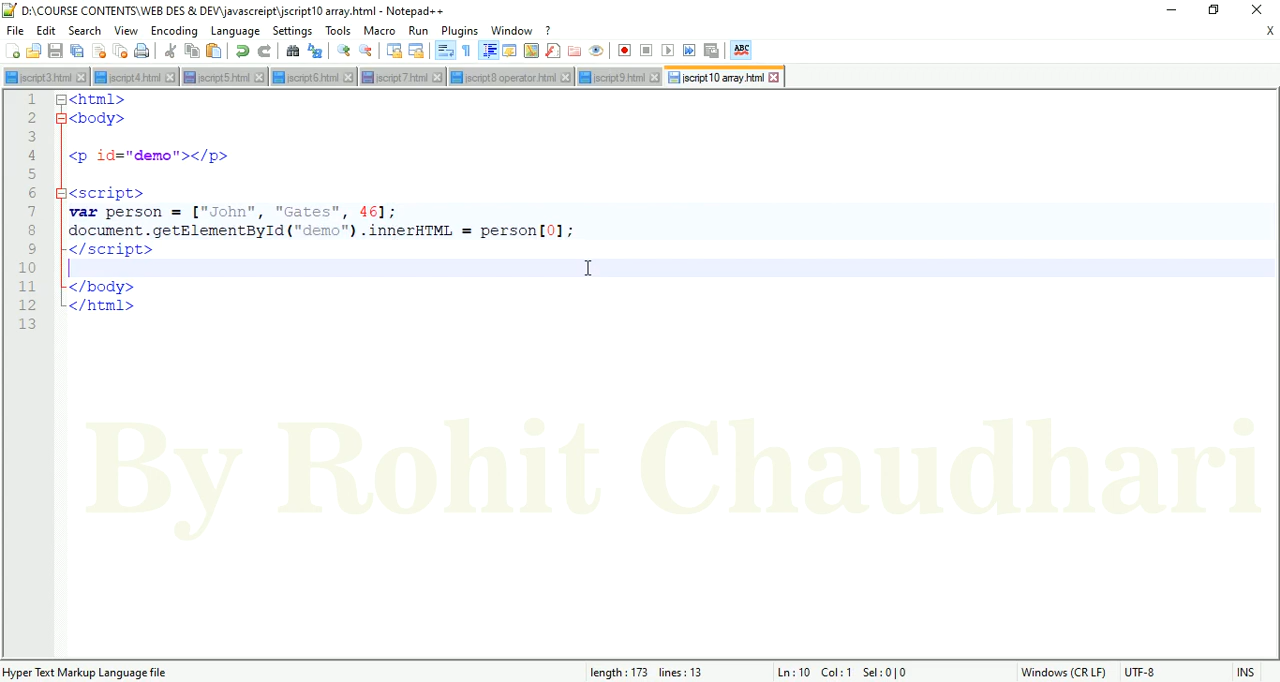 D:\COURSE CONTENTS\WEB DES & DEV\javascreipt\jscript10 array.html - Notepad++
File Edit Search View Encoding Language Settings Tools Macro Run Plugins Window ? X
ABC
jscript3.html jscript4.html jscript5.html jscript6.html jscript7.html jscript8 operator.html jscript9.html jscript10 array.html
1 <html>
2 <body>
3
4 <p id="demo"></p>
5
6 <script>
7 var person = ["John", "Gates", 46];
8 document.getElementById("demo").innerHTML = person[0];
9 </script>
10
11 </body>
12 </html>
13
By Rohit Chaudhari
Hyper Text Markup Language file length : 173 lines : 13 Ln : 10 Col : 1 Sel : 0 | 0 Windows (CR LF) UTF-8 INS